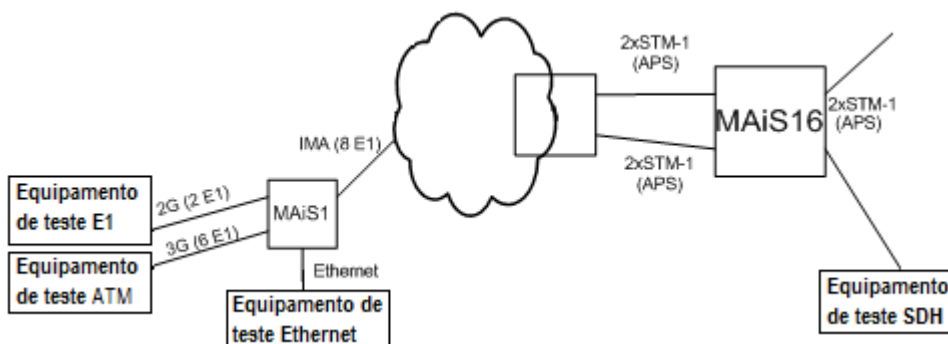 2xSTM-1
(APS)
MAiS16
2xSTM-1
(APS)
IMA (8 E1)
2xSTM-1
(APS)
Equipamento
de teste E1
2G (2 E1)
MAiS1
3G (6 E1)
Equipamento
de teste ATM
Ethernet
Equipamento de
teste Ethernet
Equipamento
de teste SDH